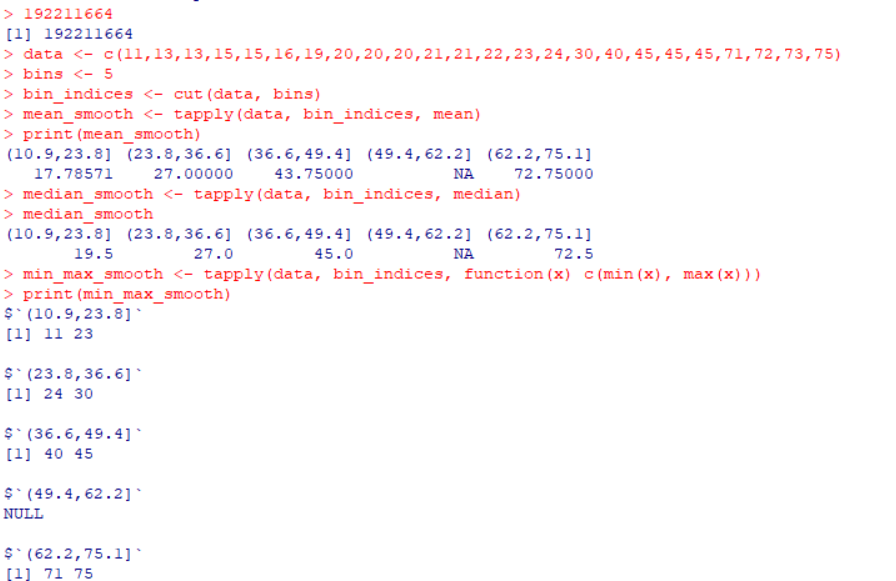 > 192211664
[1] 192211664
> data <- c(11,13,13,15,15,16,19,20,20,20,21,21,22,23,24,30,40,45,45,45,71,72,73,75)
> bins <- 5
> bin_indices <- cut(data, bins)
> mean_smooth <- tapply(data, bin_indices, mean)
> print(mean_smooth)
(10.9,23.8] (23.8,36.6] (36.6,49.4] (49.4,62.2] (62.2,75.1]
17.78571 27.00000 43.75000 NA 72.75000
> median_smooth <- tapply(data, bin_indices, median)
> median_smooth
(10.9,23.8] (23.8,36.6] (36.6,49.4] (49.4,62.2] (62.2,75.1]
19.5 27.0 45.0 NA 72.5
> min_max_smooth <- tapply(data, bin_indices, function(x) c(min(x), max(x)))
> print(min_max_smooth)
$`(10.9,23.8]`
[1] 11 23
$`(23.8,36.6]`
[1] 24 30
$`(36.6,49.4]`
[1] 40 45
$`(49.4,62.2]`
NULL
$`(62.2,75.1]`
[1] 71 75